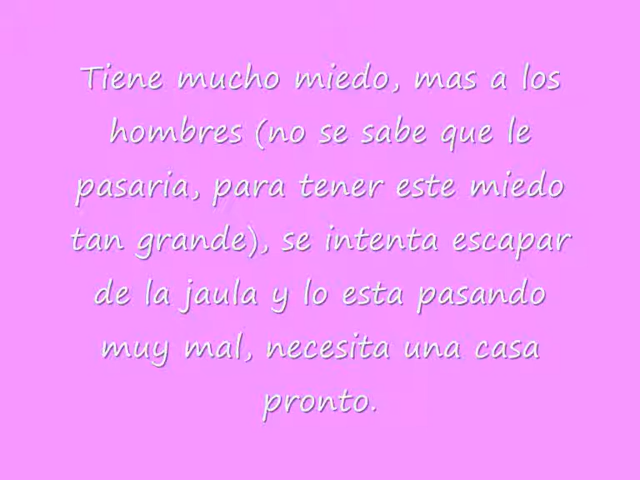 Tiene mucho miedo, mas a los
hombres (no se sabe que le
pasaria, para tener este miedo
tan grande), se intenta escapar
de la jaula y lo esta pasando
muy mal, necesita una casa
pronto.